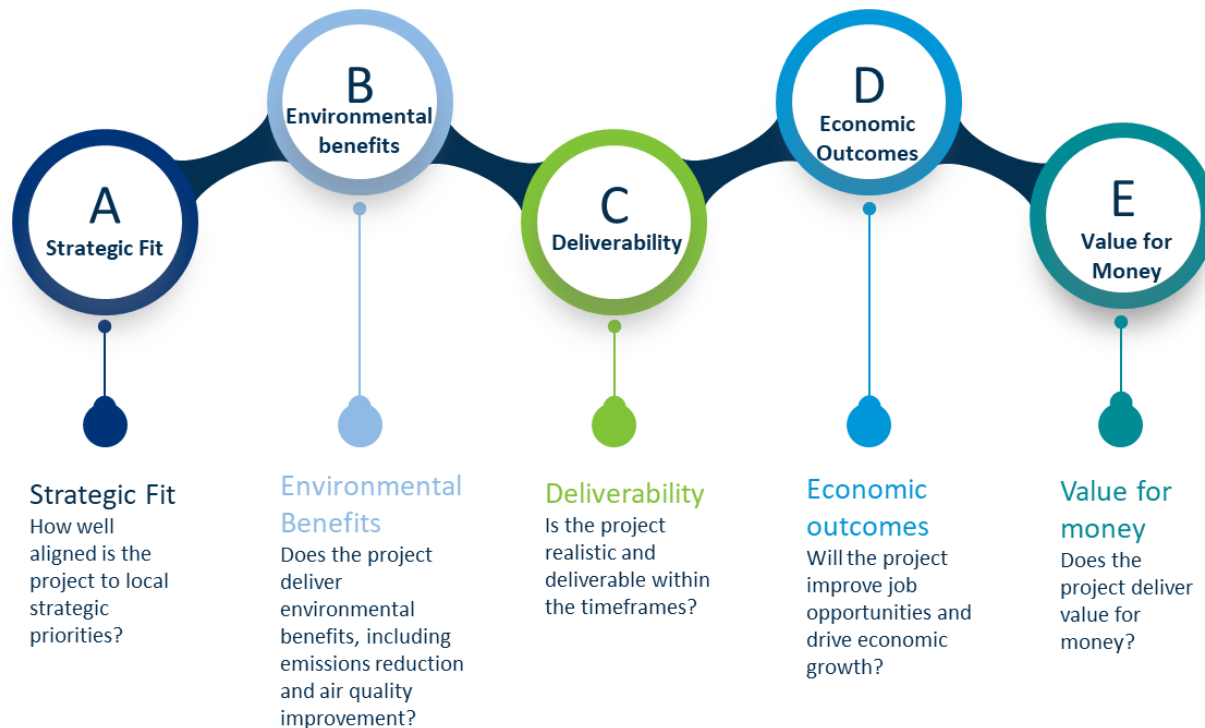 A
Strategic Fit
B
Environmental
benefits
C
Deliverability
D
Economic
Outcomes
E
Value for
Money
Strategic Fit
How well
aligned is the
project to local
strategic
priorities?
Environmental
Benefits
Does the project
deliver
environmental
benefits, including
emissions reduction
and air quality
improvement?
Deliverability
Is the project
realistic and
deliverable within
the timeframes?
Economic
outcomes
Will the project
improve job
opportunities and
drive economic
growth?
Value for
money
Does the
project deliver
value for
money?